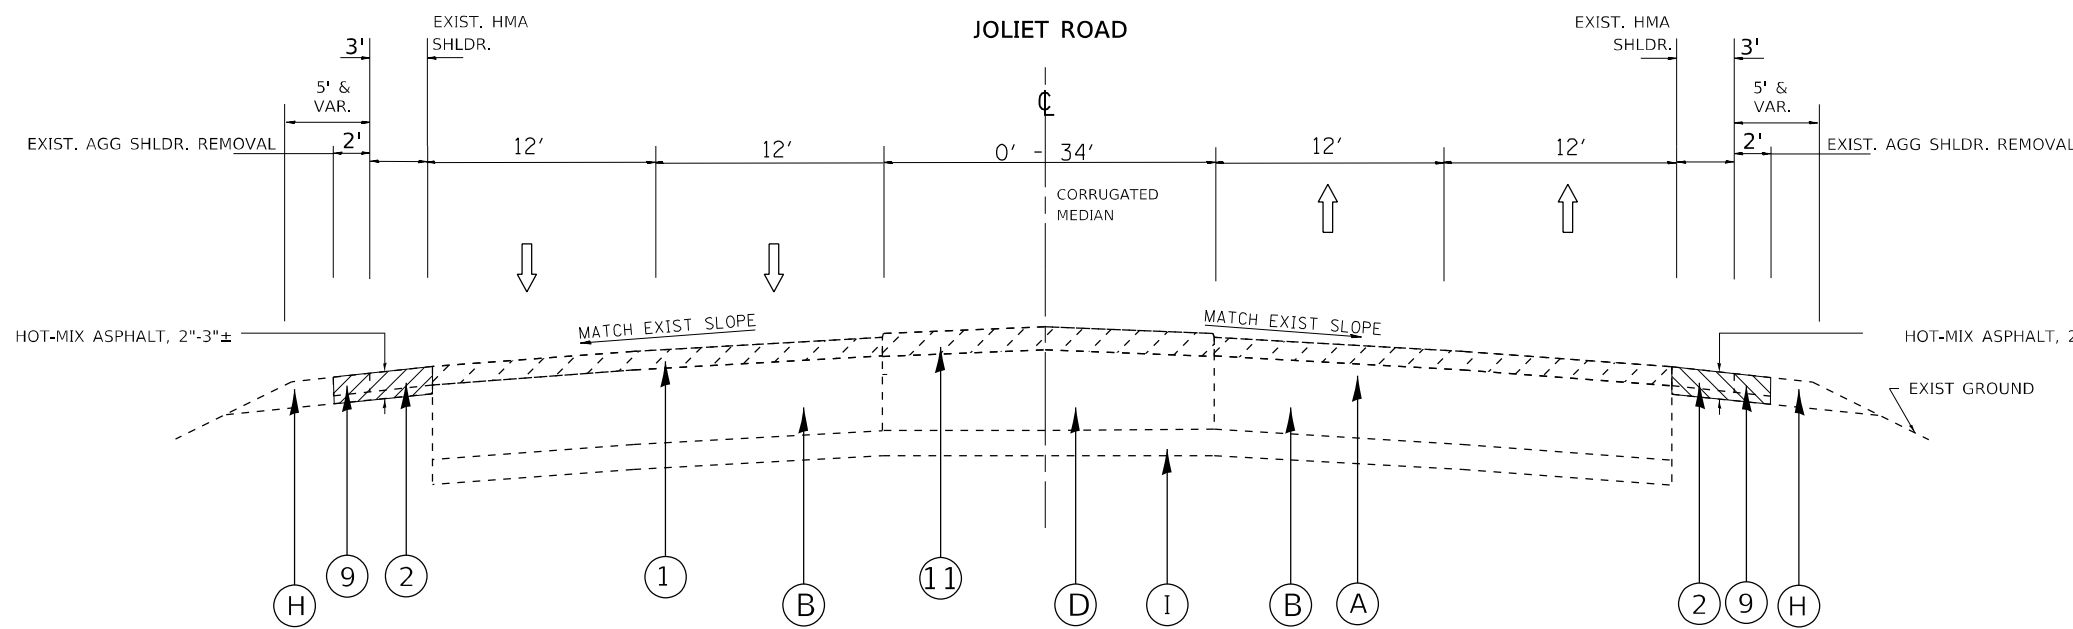 JOLIET ROAD
EXIST. HMA
SHLDR.
EXIST. HMA
SHLDR.
3'
3'
5' &
VAR.
5' &
VAR.
℄
EXIST. AGG SHLDR. REMOVAL
2'
12'
12'
0' - 34'
12'
12'
2'
EXIST. AGG SHLDR. REMOVAL
CORRUGATED
MEDIAN
MATCH EXIST SLOPE
MATCH EXIST SLOPE
HOT-MIX ASPHALT, 2"-3"±
HOT-MIX ASPHALT, 2
EXIST GROUND
H
9
2
1
B
11
D
I
B
A
2
9
H